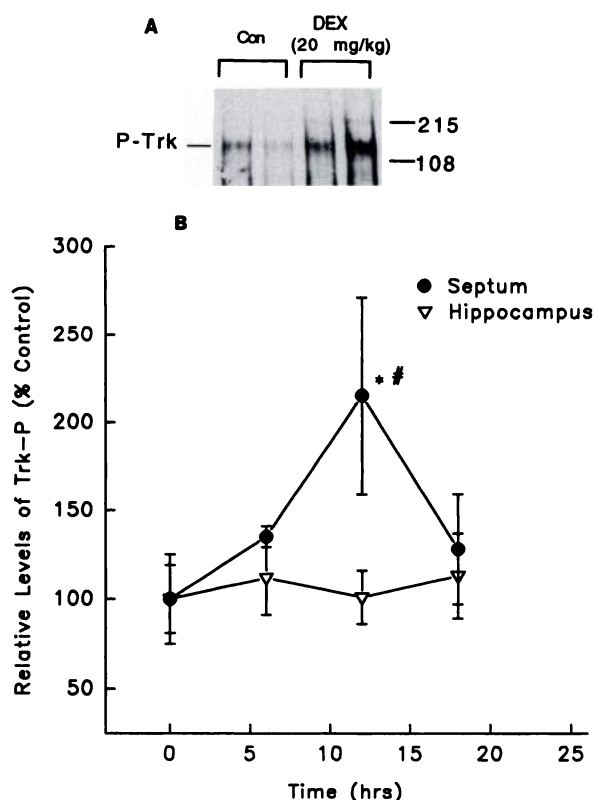 A
Con
DEX
(20 mg/kg)
P-Trk
215
108
B
300
250
200
150
100
50
Relative Levels of Trk-P (% Control)
Septum
Hippocampus
* #
0 5 10 15 20 25
Time (hrs)